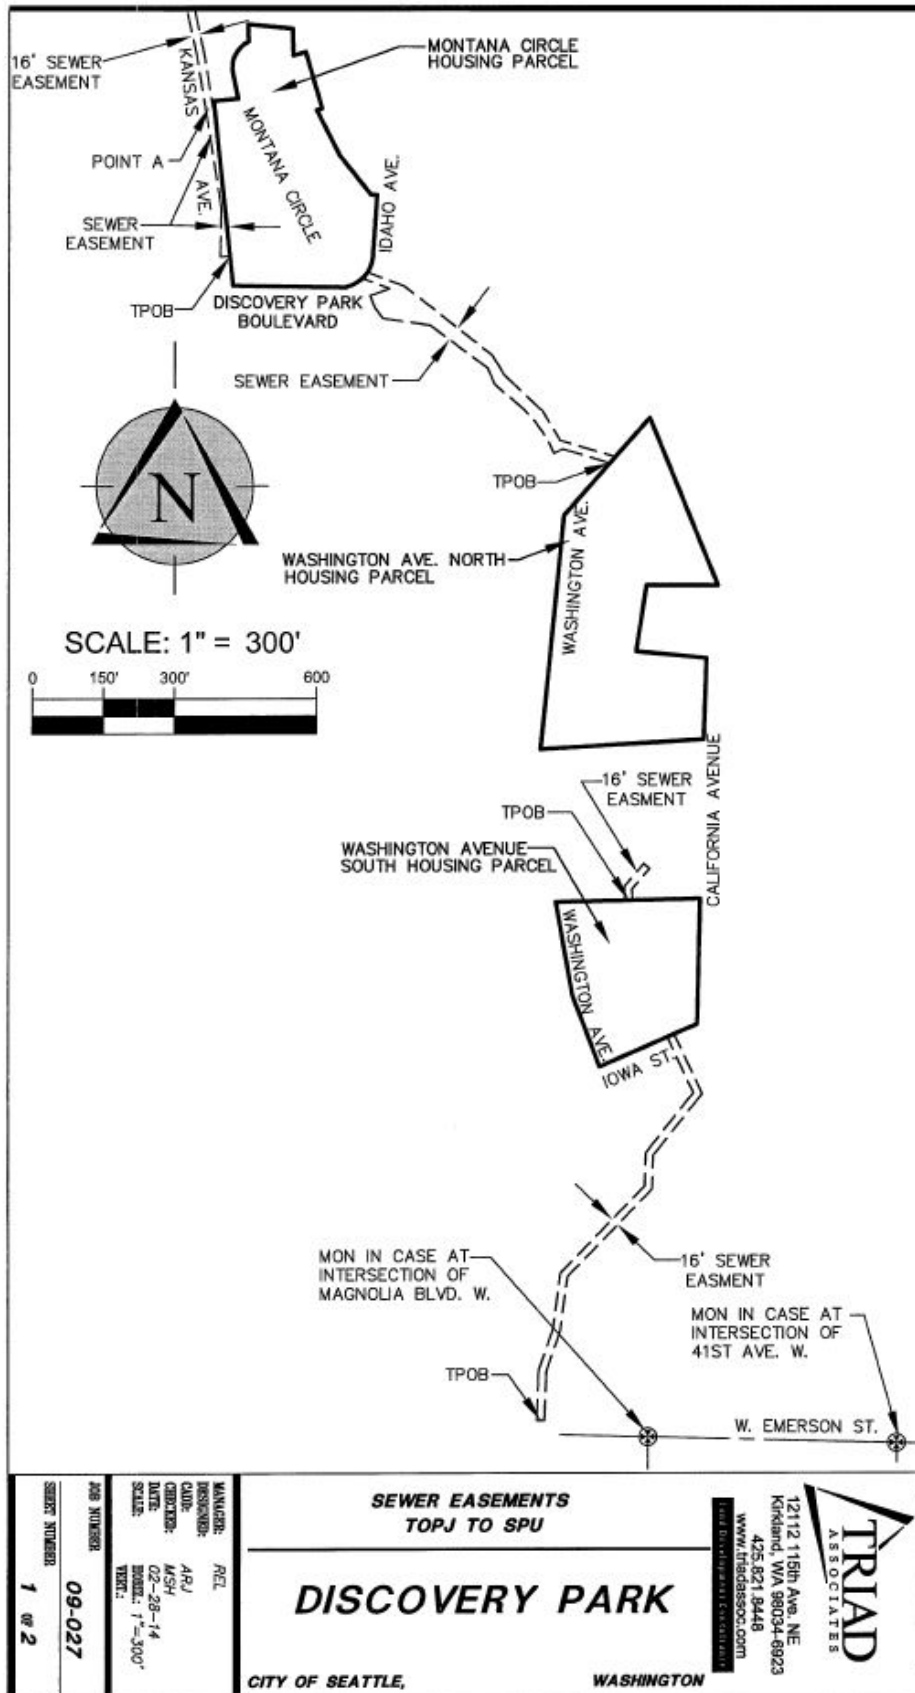 16' SEWER
EASEMENT
KANSAS
AVE.
MONTANA CIRCLE
HOUSING PARCEL
MONTANA CIRCLE
POINT A
IDAHO AVE.
SEWER
EASEMENT
TPOB
DISCOVERY PARK
BOULEVARD
SEWER EASEMENT
N
TPOB
WASHINGTON AVE. NORTH
HOUSING PARCEL
WASHINGTON AVE.
SCALE: 1" = 300'
0 150' 300' 600
CALIFORNIA AVENUE
16' SEWER
EASMENT
TPOB
WASHINGTON AVENUE
SOUTH HOUSING PARCEL
WASHINGTON AVE.
IOWA ST.
MON IN CASE AT
INTERSECTION OF
MAGNOLIA BLVD. W.
16' SEWER
EASMENT
MON IN CASE AT
INTERSECTION OF
41ST AVE. W.
TPOB
W. EMERSON ST.
MANAGER: REL
DESIGNED:
CADD: ARJ
CHECKED: MSH
DATE: 02-28-14
SCALE: HORIZ.: 1"=300'
VERT.:
JOB NUMBER
09-027
SHEET NUMBER
1 OF 2
SEWER EASEMENTS
TOPJ TO SPU
DISCOVERY PARK
CITY OF SEATTLE, WASHINGTON
TRIAD
ASSOCIATES
12112 115th Ave. NE
Kirkland, WA 98034-6923
425.821.8448
www.triadassoc.com
Land Development Consultants